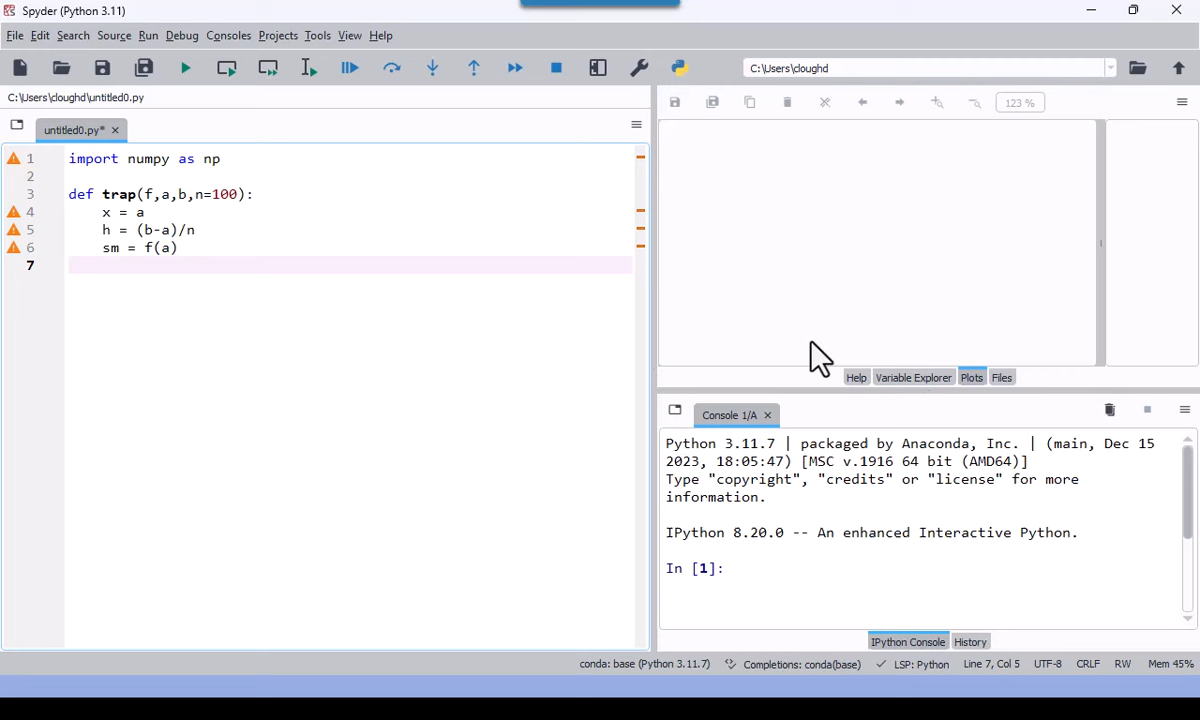 Spyder (Python 3.11)
File Edit Search Source Run Debug Consoles Projects Tools View Help
C:\Users\cloughd
C:\Users\cloughd\untitled0.py
untitled0.py*
123 %
1 import numpy as np
2
3 def trap(f,a,b,n=100):
4 x = a
5 h = (b-a)/n
6 sm = f(a)
7
Help Variable Explorer Plots Files
Console 1/A
Python 3.11.7 | packaged by Anaconda, Inc. | (main, Dec 15
2023, 18:05:47) [MSC v.1916 64 bit (AMD64)]
Type "copyright", "credits" or "license" for more
information.
IPython 8.20.0 -- An enhanced Interactive Python.
In [1]:
IPython Console History
conda: base (Python 3.11.7) Completions: conda(base) LSP: Python Line 7, Col 5 UTF-8 CRLF RW Mem 45%